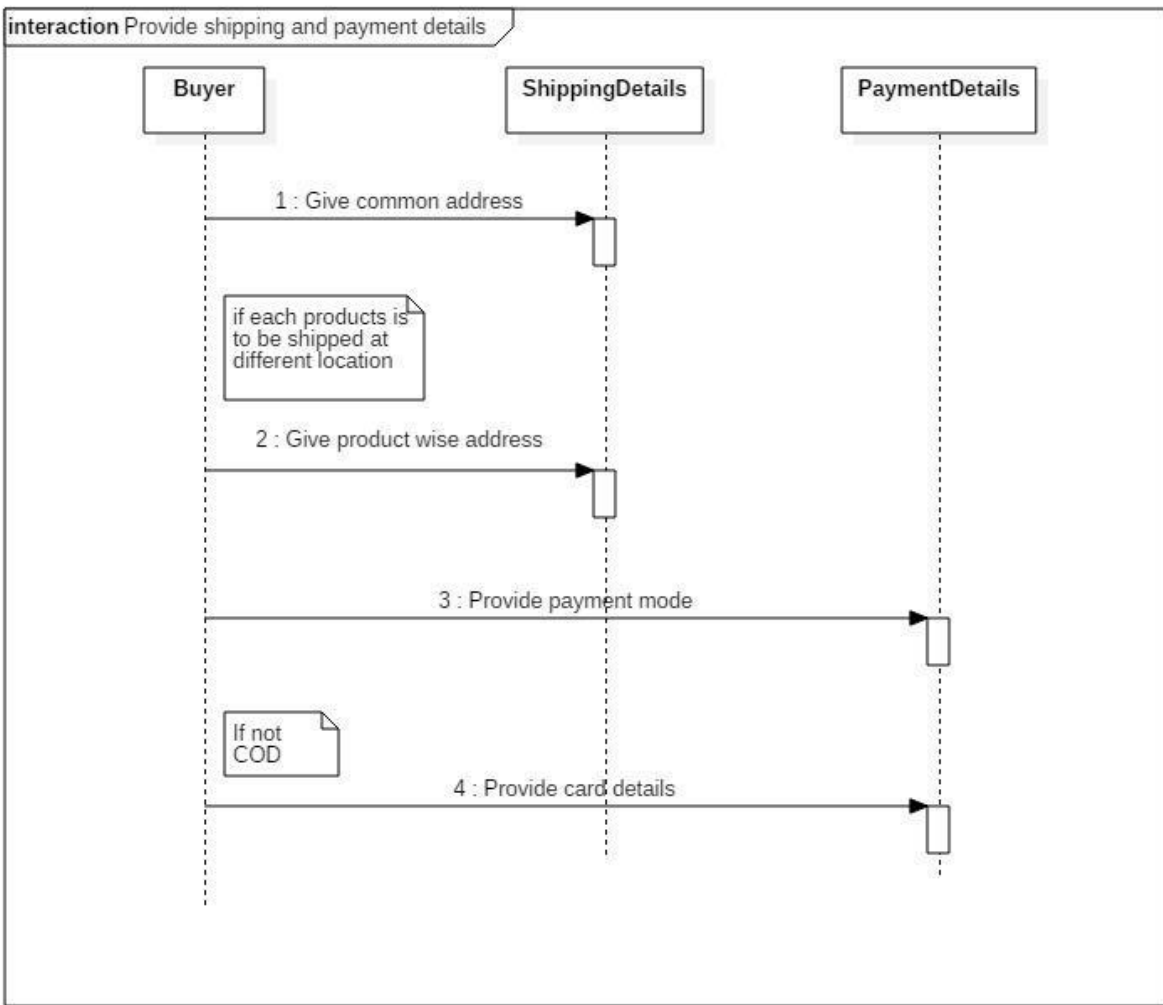 interaction Provide shipping and payment details
Buyer
ShippingDetails
PaymentDetails
1 : Give common address
if each products is
to be shipped at
different location
2 : Give product wise address
3 : Provide payment mode
If not
COD
4 : Provide card details